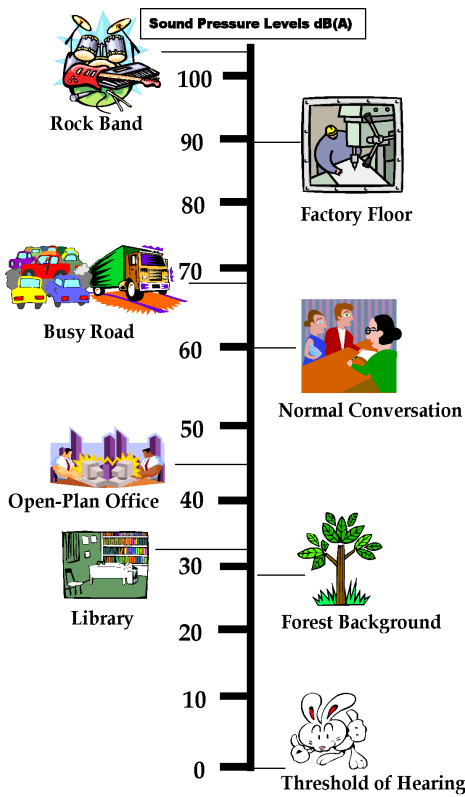 Sound Pressure Levels dB(A)
100
Rock Band
90
Factory Floor
80
70
Busy Road
60
Normal Conversation
50
Open-Plan Office
40
30
Library
Forest Background
20
10
0
Threshold of Hearing